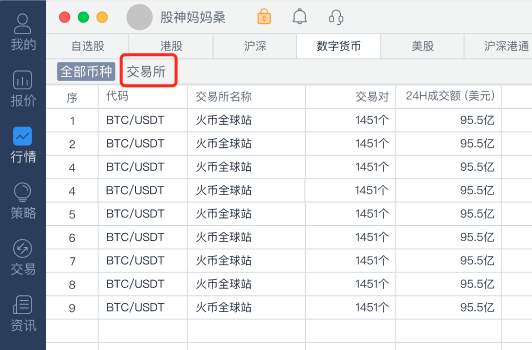 股神妈妈桑
我的
报价
行情
策略
交易
资讯
自选股 港股 沪深 数字货币 美股 沪深港通
全部币种 交易所
序 代码 交易所名称 交易对 24H成交额 (美元)
1 BTC/USDT 火币全球站 1451个 95.5亿
2 BTC/USDT 火币全球站 1451个 95.5亿
4 BTC/USDT 火币全球站 1451个 95.5亿
4 BTC/USDT 火币全球站 1451个 95.5亿
5 BTC/USDT 火币全球站 1451个 95.5亿
6 BTC/USDT 火币全球站 1451个 95.5亿
7 BTC/USDT 火币全球站 1451个 95.5亿
8 BTC/USDT 火币全球站 1451个 95.5亿
9 BTC/USDT 火币全球站 1451个 95.5亿